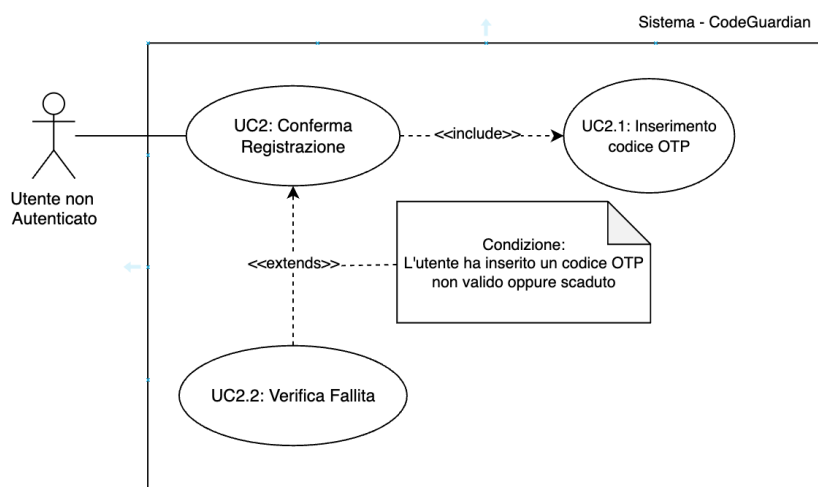 Sistema - CodeGuardian
UC2: Conferma
Registrazione
<<include>>
UC2.1: Inserimento
codice OTP
Utente non
Autenticato
Condizione:
L'utente ha inserito un codice OTP
non valido oppure scaduto
<<extends>>
UC2.2: Verifica Fallita